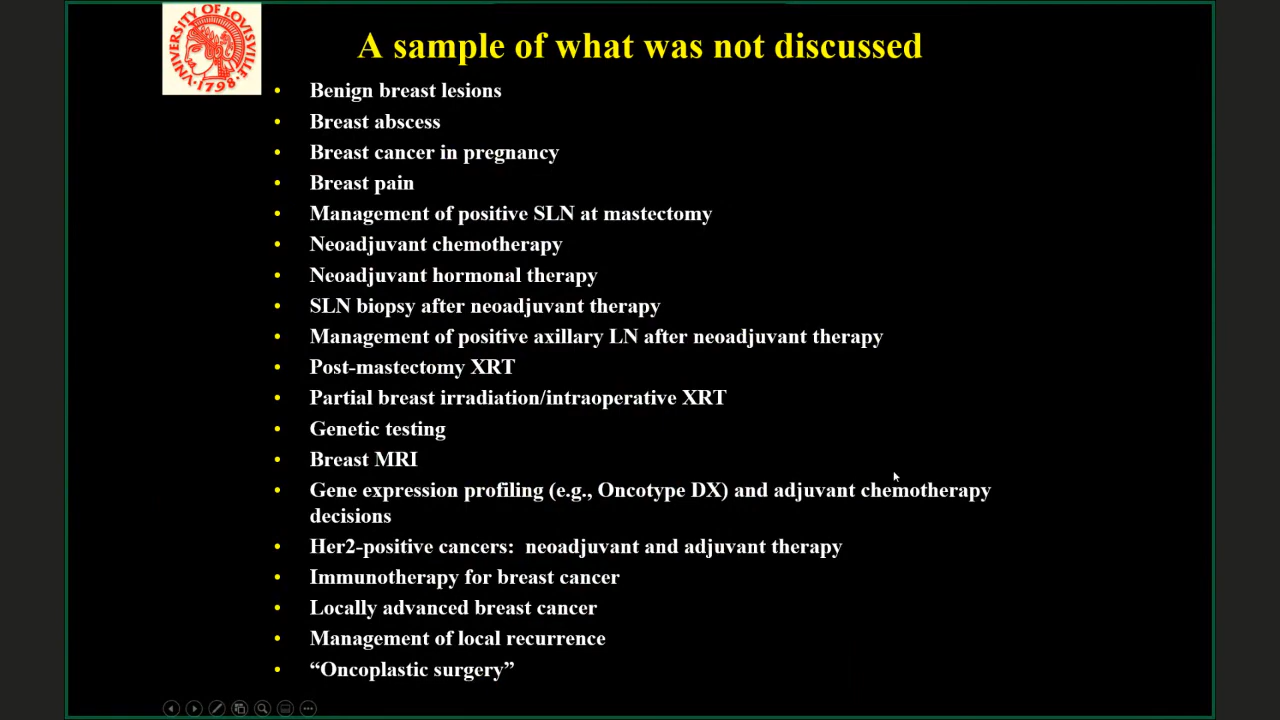 UNIVERSITY OF LOVISVILLE
1798
A sample of what was not discussed
• Benign breast lesions
• Breast abscess
• Breast cancer in pregnancy
• Breast pain
• Management of positive SLN at mastectomy
• Neoadjuvant chemotherapy
• Neoadjuvant hormonal therapy
• SLN biopsy after neoadjuvant therapy
• Management of positive axillary LN after neoadjuvant therapy
• Post-mastectomy XRT
• Partial breast irradiation/intraoperative XRT
• Genetic testing
• Breast MRI
• Gene expression profiling (e.g., Oncotype DX) and adjuvant chemotherapy
decisions
• Her2-positive cancers:  neoadjuvant and adjuvant therapy
• Immunotherapy for breast cancer
• Locally advanced breast cancer
• Management of local recurrence
• “Oncoplastic surgery”